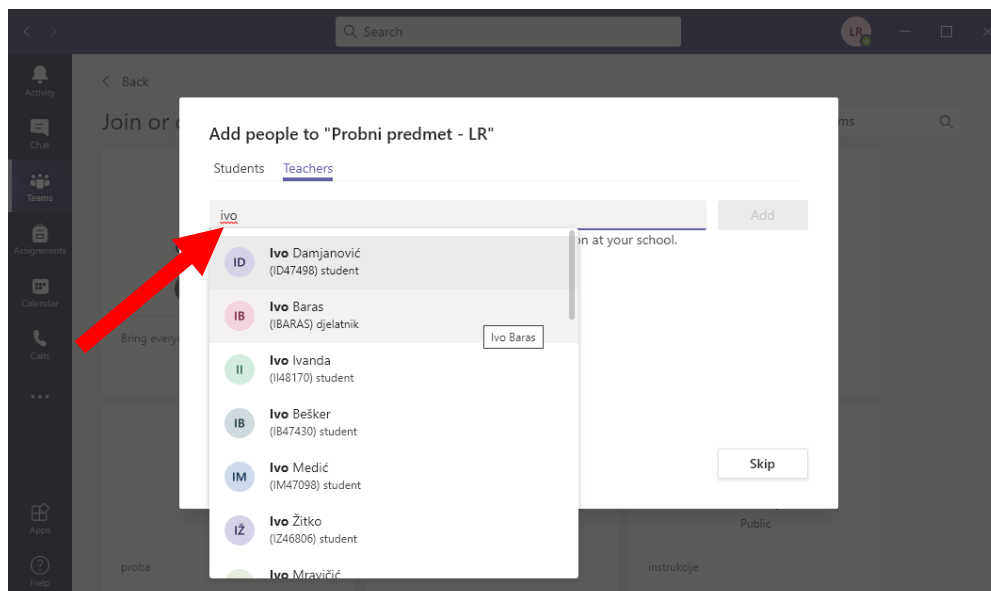 Search
LR
Activity
Chat
Teams
Assignments
Calendar
Calls
Apps
Help
Back
Join or
ms
Bring every
Add people to "Probni predmet - LR"
Students Teachers
ivo
Add
on at your school.
ID
Ivo Damjanović
(ID47498) student
IB
Ivo Baras
(IBARAS) djelatnik
Ivo Baras
II
Ivo Ivanda
(II48170) student
IB
Ivo Bešker
(IB47430) student
IM
Ivo Medić
(IM47098) student
IŽ
Ivo Žitko
(IZ46806) student
Ivo Mravičić
Skip
Public
proba
instrukcije